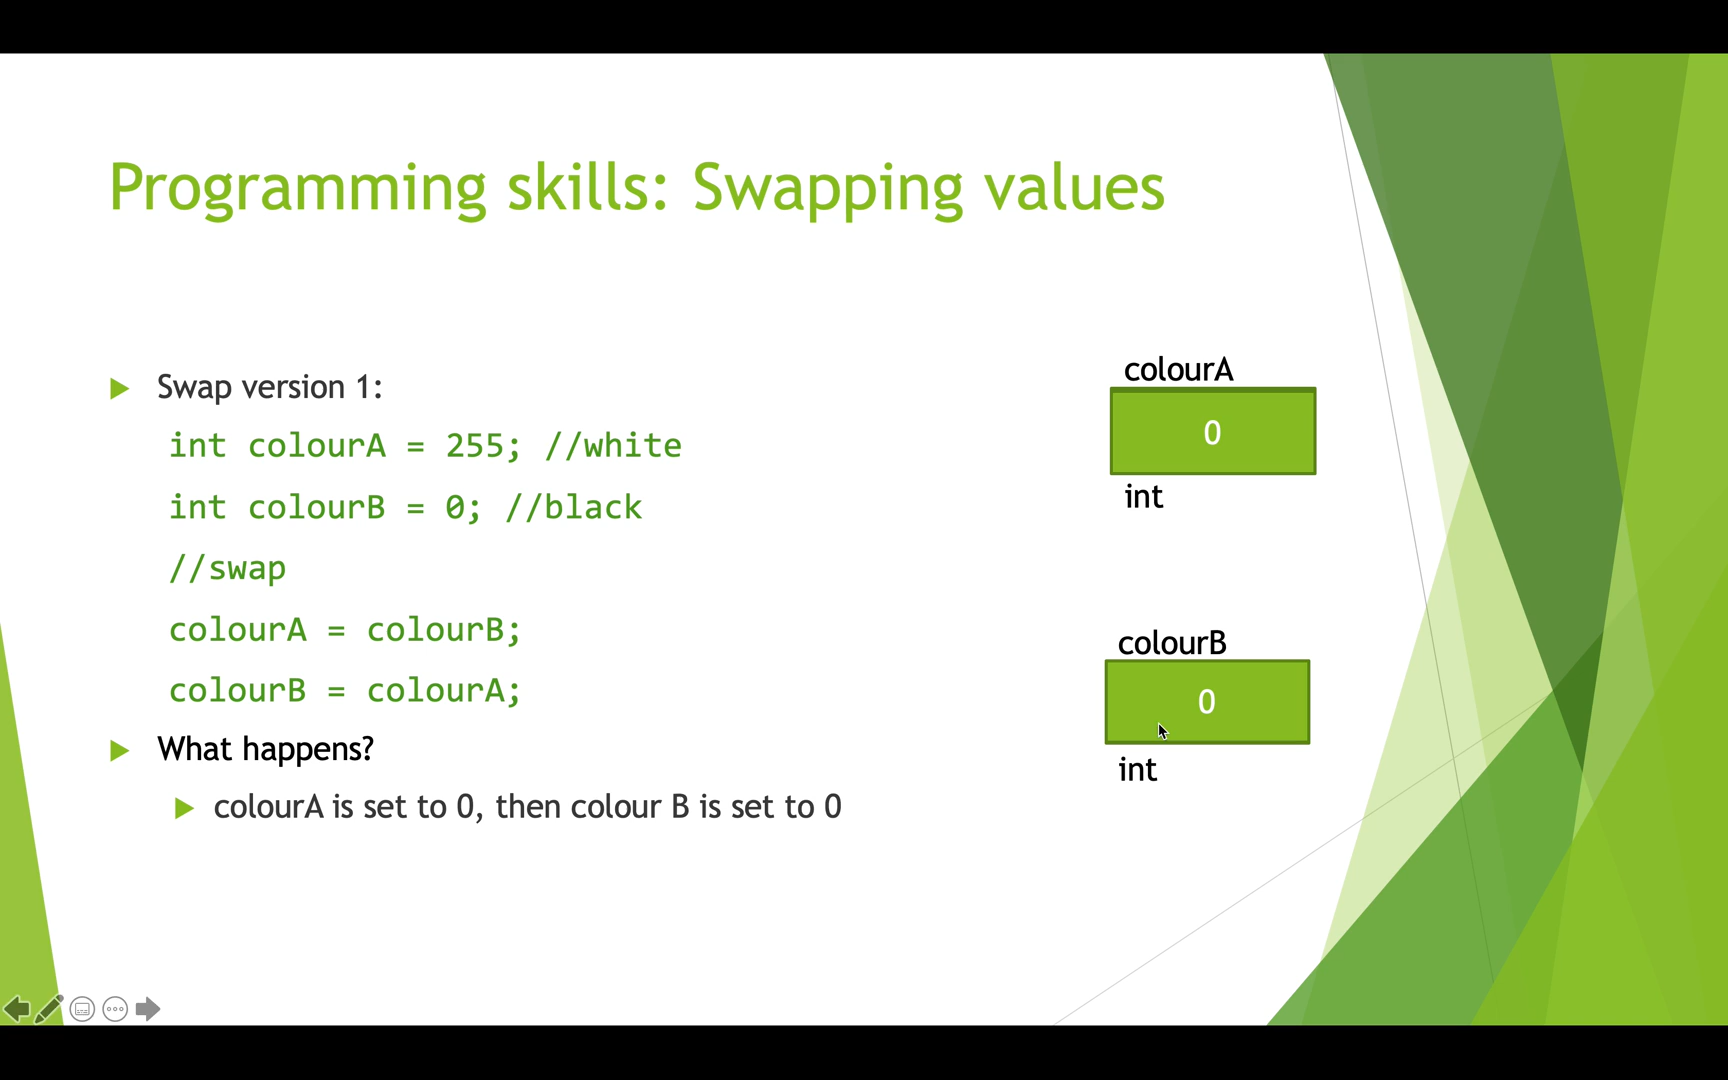 Programming skills: Swapping values
Swap version 1:
int colourA = 255; //white
int colourB = 0; //black
//swap
colourA = colourB;
colourB = colourA;
What happens?
colourA is set to 0, then colour B is set to 0
colourA
0
int
colourB
0
int